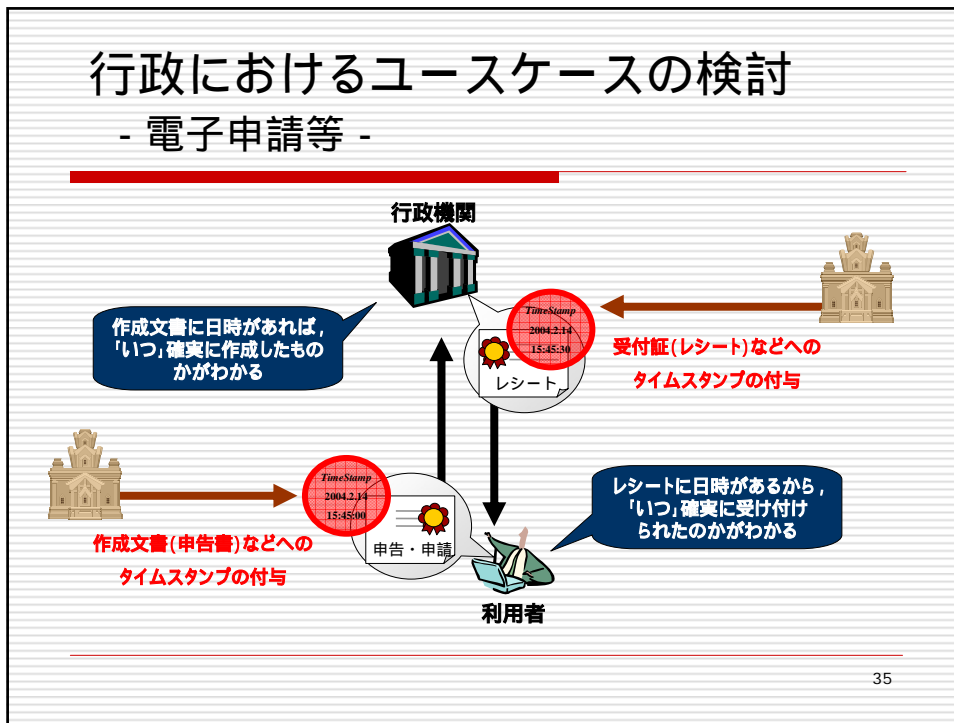 行政におけるユースケースの検討
- 電子申請等 -
行政機関
作成文書に日時があれば,
｢いつ｣確実に作成したもの
かがわかる
TimeStamp
2004.2.14
15:45:30
レシート
受付証(レシート)などへの
タイムスタンプの付与
TimeStamp
2004.2.14
15:45:00
申告・申請
作成文書(申告書)などへの
タイムスタンプの付与
レシートに日時があるから,
｢いつ｣確実に受け付け
られたのかがわかる
利用者
35